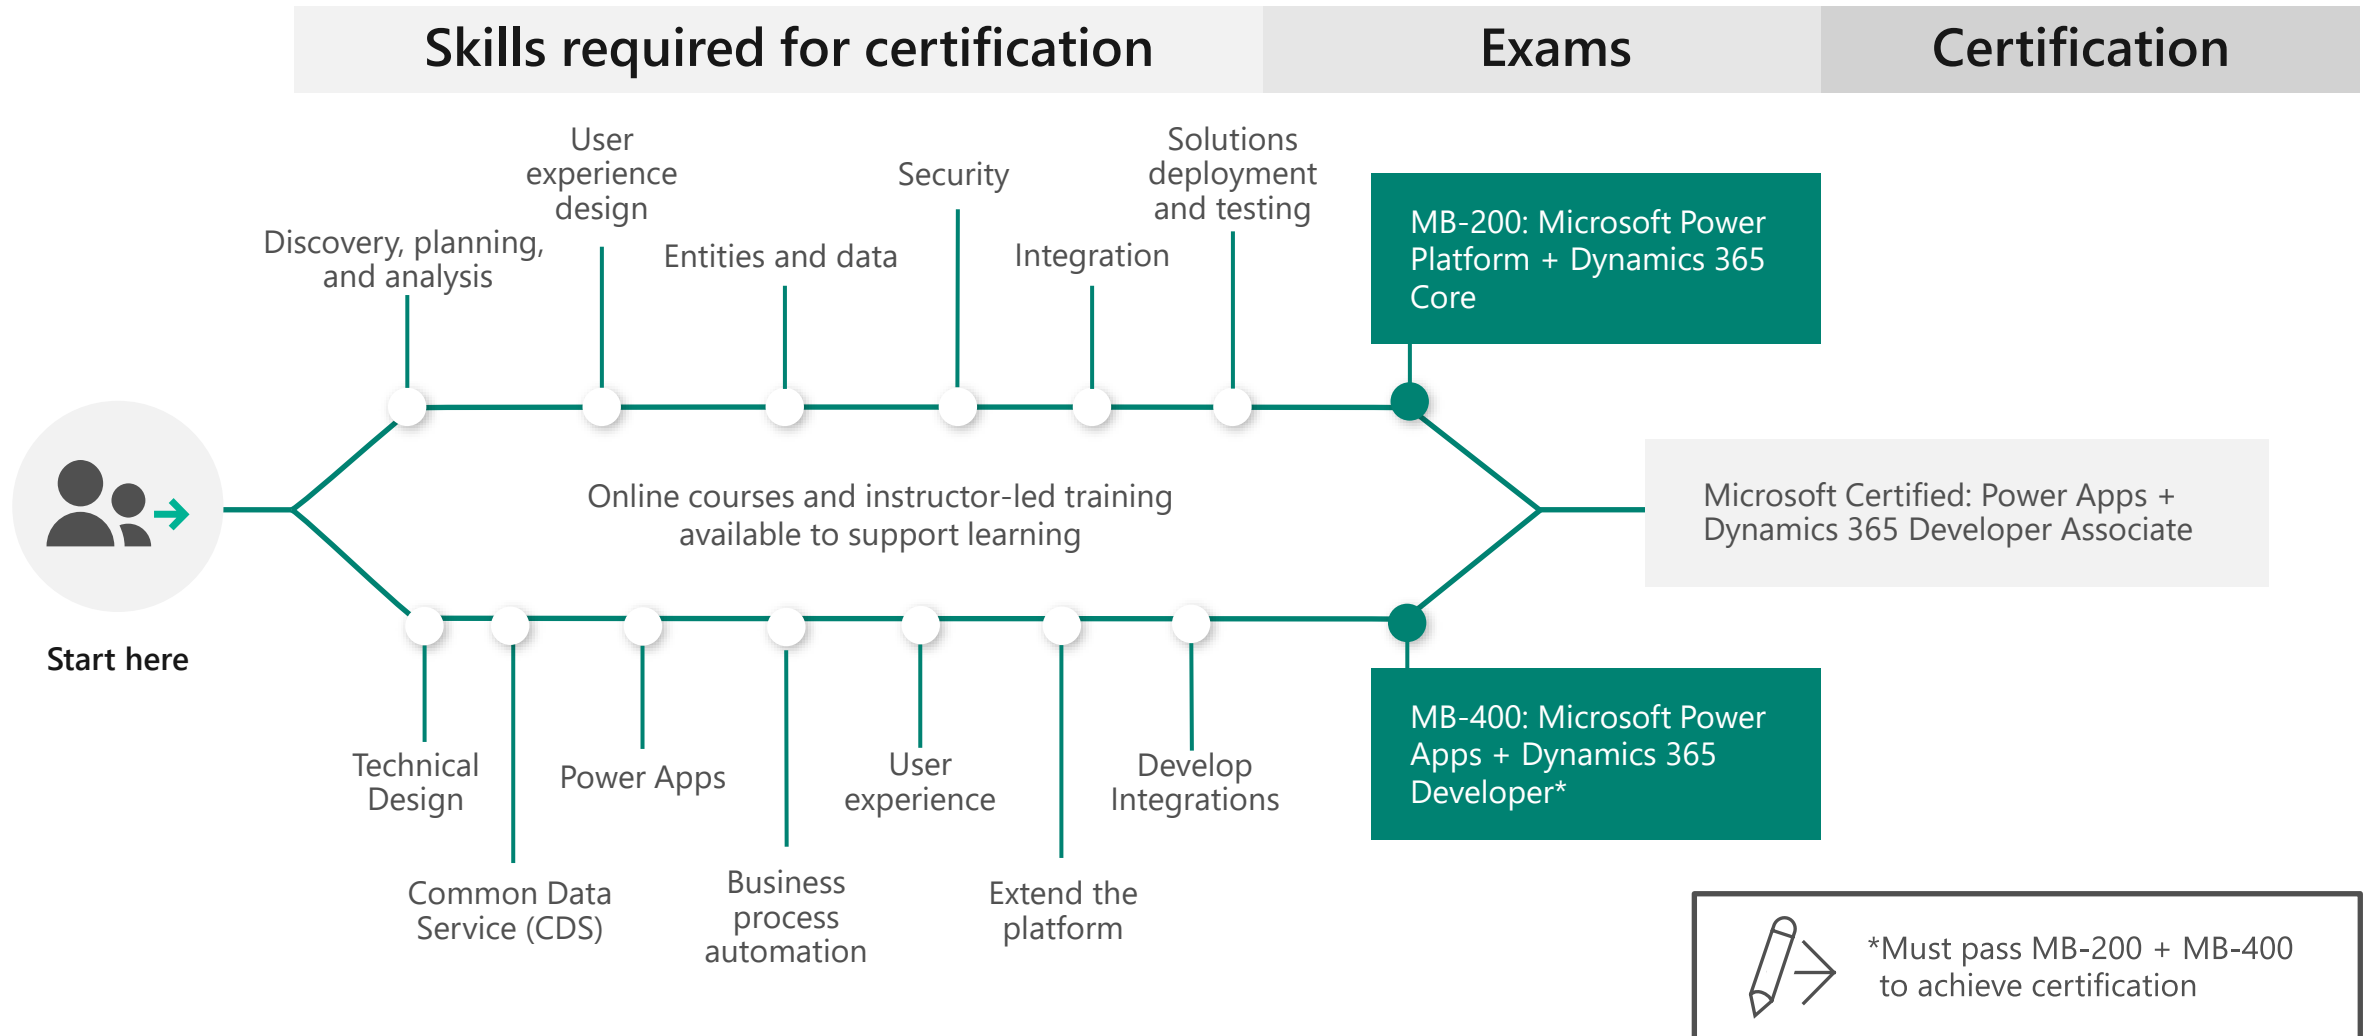 Skills required for certification
Exams
Certification
User
experience
design
Solutions
deployment
and testing
Security
Discovery, planning,
and analysis
Entities and data
Integration
MB-200: Microsoft Power
Platform + Dynamics 365
Core
Online courses and instructor-led training
available to support learning
Microsoft Certified: Power Apps +
Dynamics 365 Developer Associate
Start here
Technical
Design
Power Apps
User
experience
Develop
Integrations
MB-400: Microsoft Power
Apps + Dynamics 365
Developer*
Common Data
Service (CDS)
Business
process
automation
Extend the
platform
*Must pass MB-200 + MB-400
to achieve certification